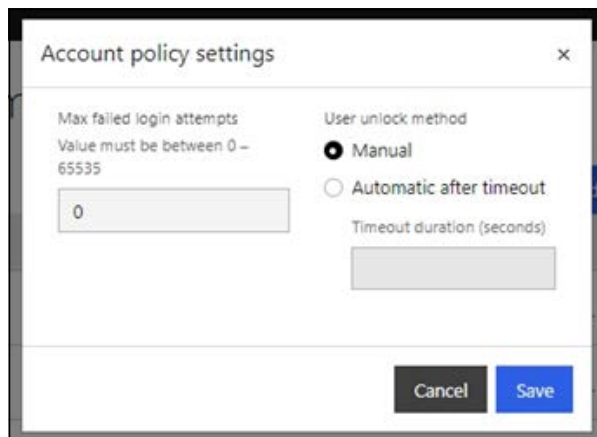 Account policy settings
×
Max failed login attempts
Value must be between 0 –
65535
0
User unlock method
Manual
Automatic after timeout
Timeout duration (seconds)
Cancel
Save